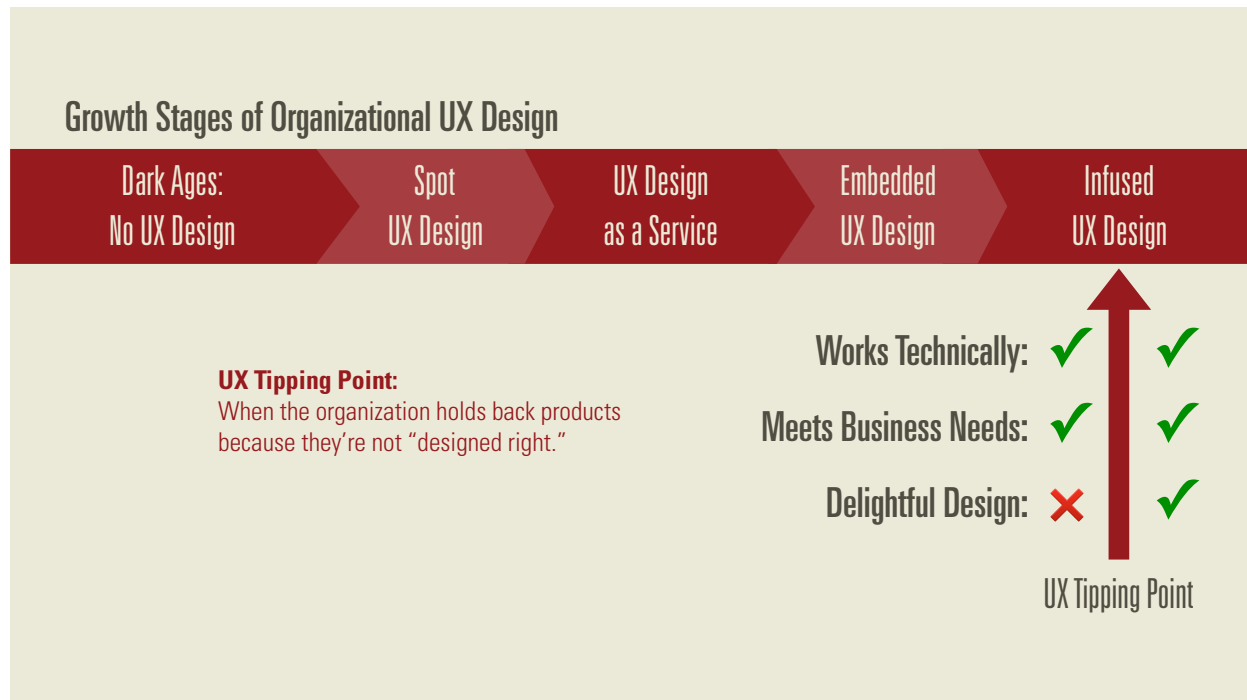 Growth Stages of Organizational UX Design
Dark Ages:
No UX Design
Spot
UX Design
UX Design
as a Service
Embedded
UX Design
Infused
UX Design
UX Tipping Point:
When the organization holds back products
because they’re not “designed right.”
Works Technically:
Meets Business Needs:
Delightful Design:
UX Tipping Point